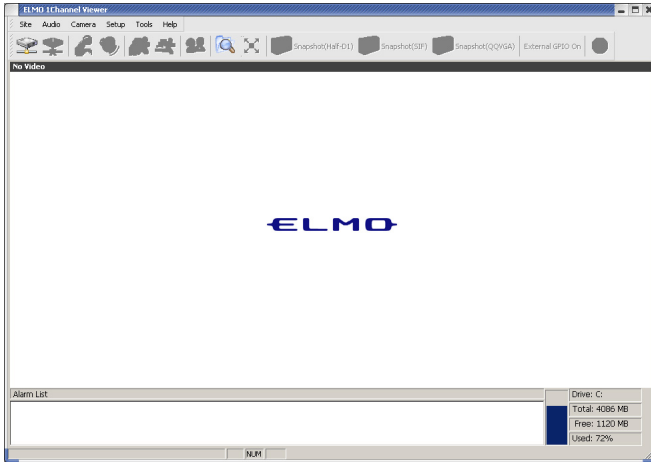 ELMO 1Channel Viewer
Site Audio Camera Setup Tools Help
Snapshot(Half-D1) Snapshot(SIF) Snapshot(QQVGA) External GPIO On
No Video
ELMO
Alarm List
Drive: C:
Total: 4086 MB
Free: 1120 MB
Used: 72%
NUM